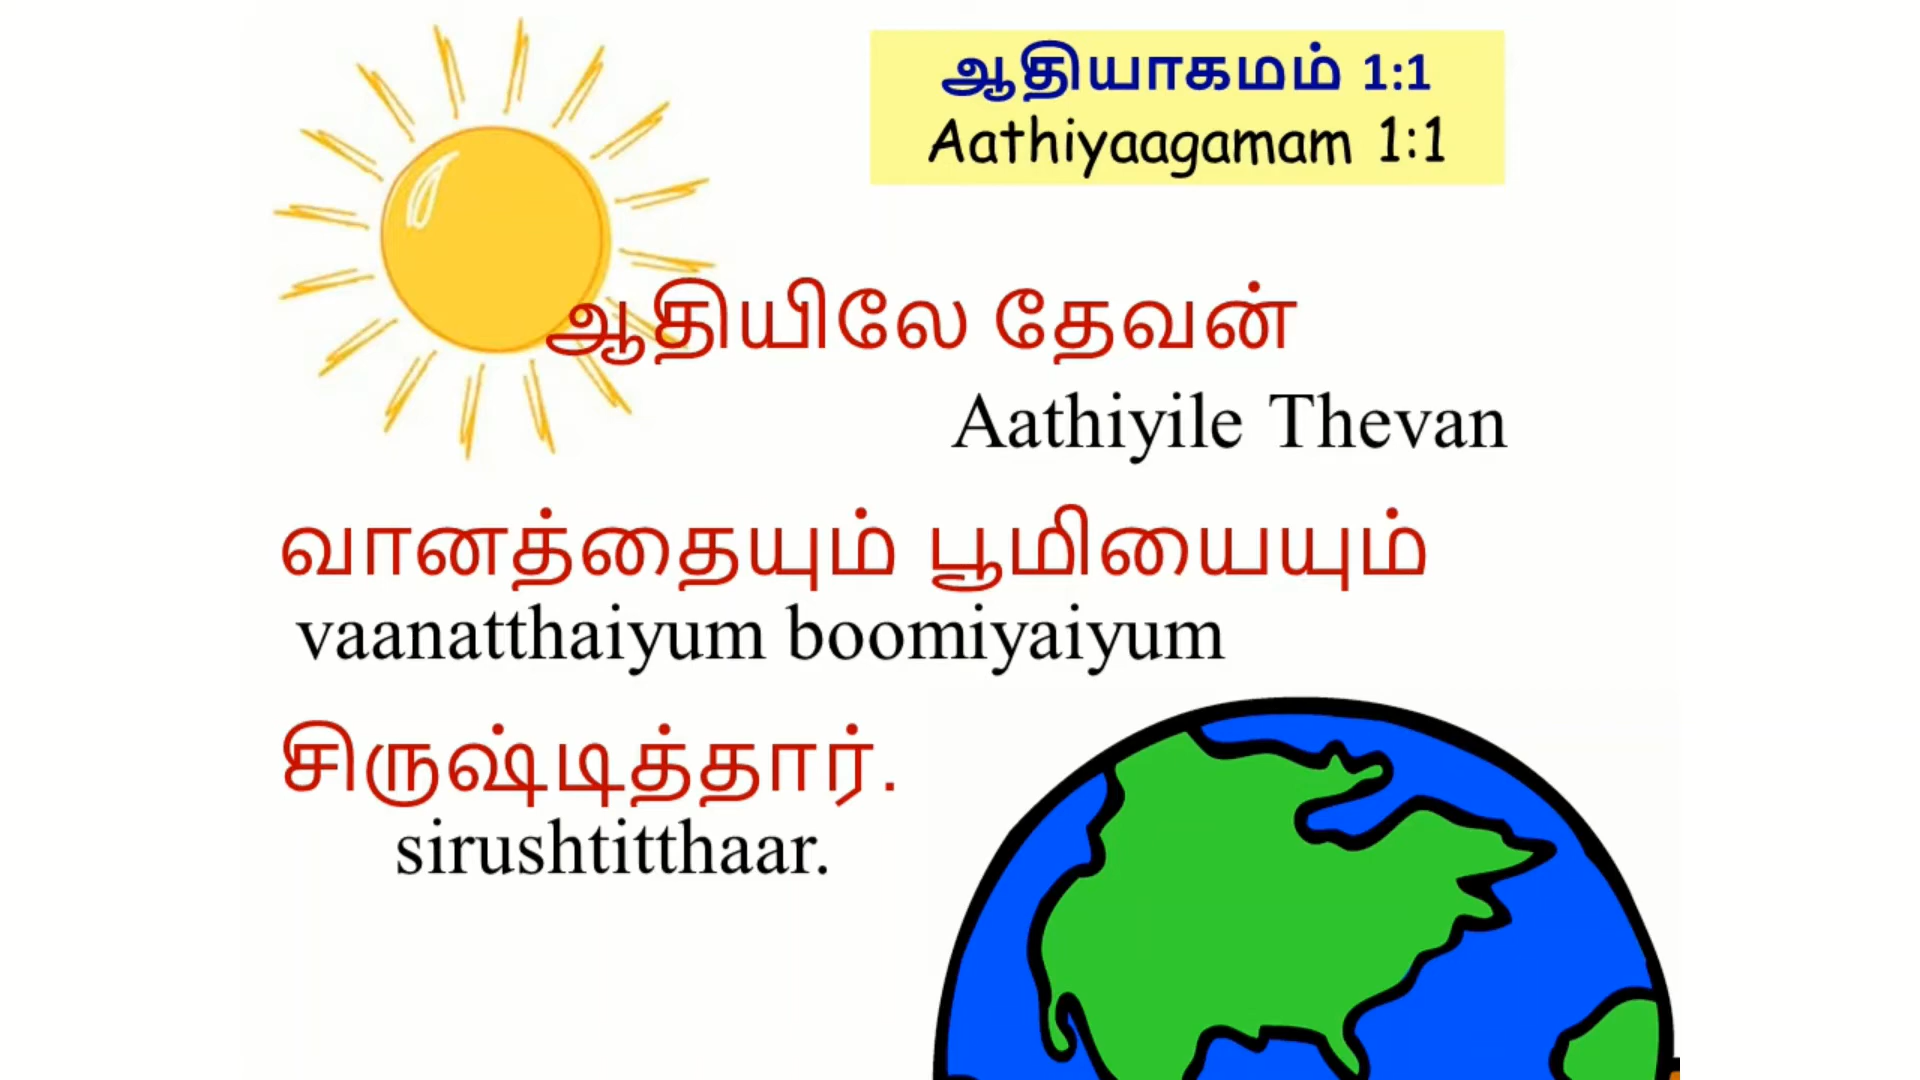 ஆதியாகமம் 1:1
Aathiyaagamam 1:1
ஆதியிலே தேவன்
Aathiyile Thevan
வானத்தையும் பூமியையும்
vaanatthaiyum boomiyaiyum
சிருஷ்டித்தார்.
sirushtitthaar.